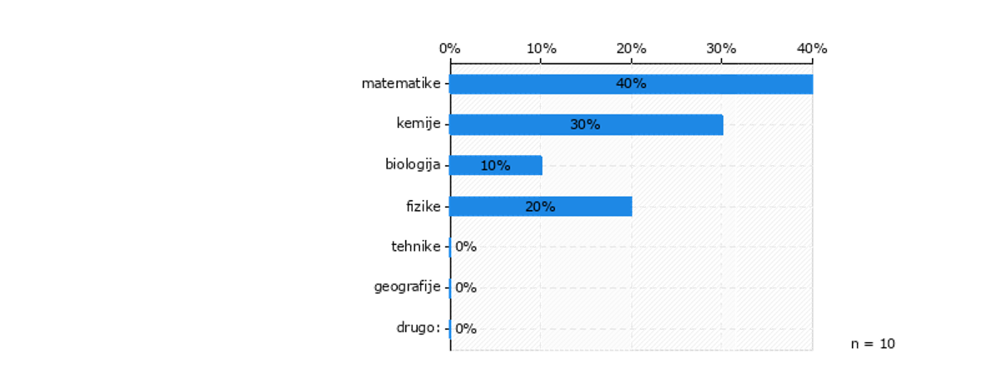 0% 10% 20% 30% 40%
matematike 40%
kemije 30%
biologija 10%
fizike 20%
tehnike 0%
geografije 0%
drugo: 0%
n = 10